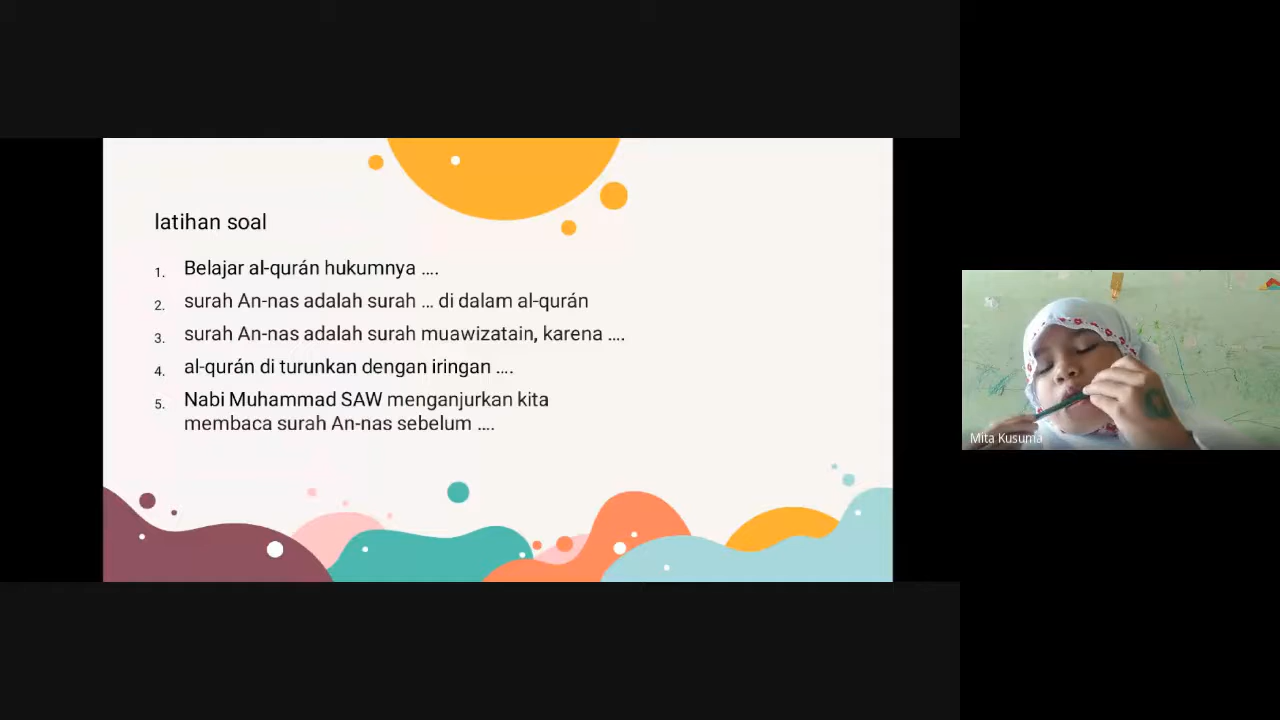 latihan soal
1. Belajar al-qurán hukumnya ....
2. surah An-nas adalah surah ... di dalam al-qurán
3. surah An-nas adalah surah muawizatain, karena ....
4. al-qurán di turunkan dengan iringan ....
5. Nabi Muhammad SAW menganjurkan kita
membaca surah An-nas sebelum ....
Mita Kusuma